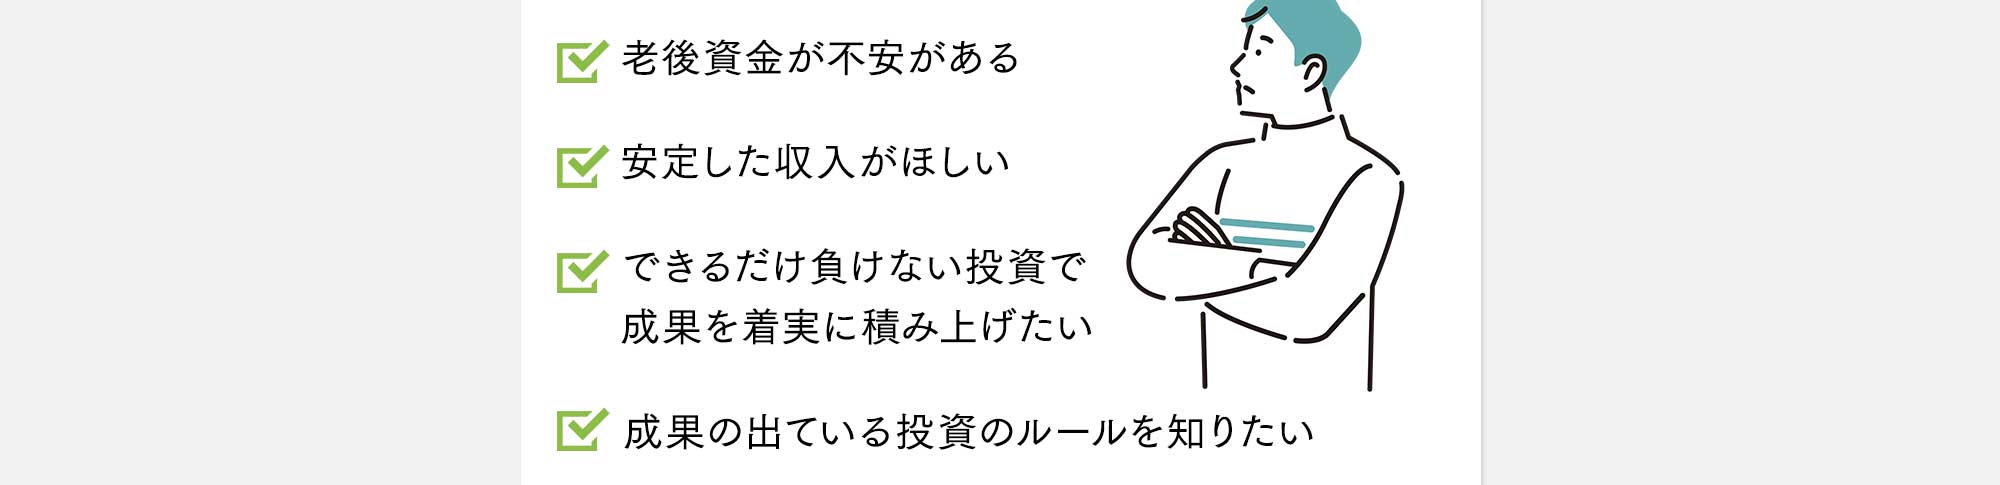 老後資金が不安がある
安定した収入がほしい
できるだけ負けない投資で
成果を着実に積み上げたい
成果の出ている投資のルールを知りたい